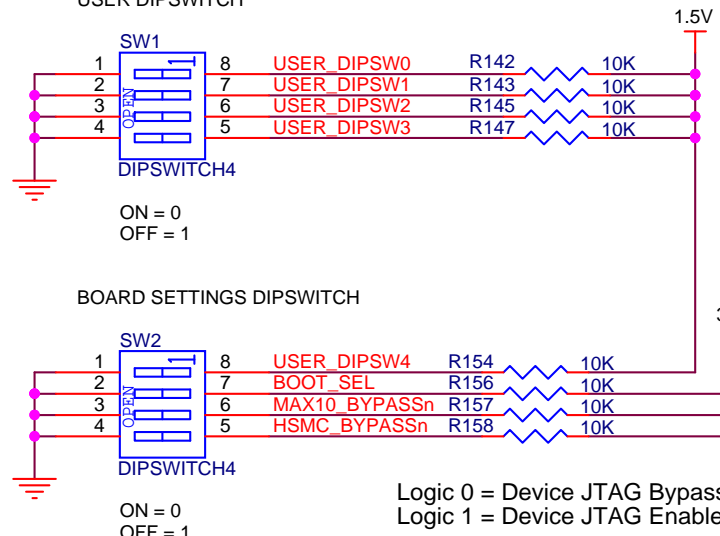 USER DIPSWITCH
1.5V
SW1
1 8 USER_DIPSW0 R142 10K
2 7 USER_DIPSW1 R143 10K
3 6 USER_DIPSW2 R145 10K
4 5 USER_DIPSW3 R147 10K
1
OPEN
DIPSWITCH4
ON = 0
OFF = 1
BOARD SETTINGS DIPSWITCH
3
SW2
1 8 USER_DIPSW4 R154 10K
2 7 BOOT_SEL R156 10K
3 6 MAX10_BYPASSn R157 10K
4 5 HSMC_BYPASSn R158 10K
1
OPEN
DIPSWITCH4
Logic 0 = Device JTAG Bypass
Logic 1 = Device JTAG Enable
ON = 0
OFF = 1